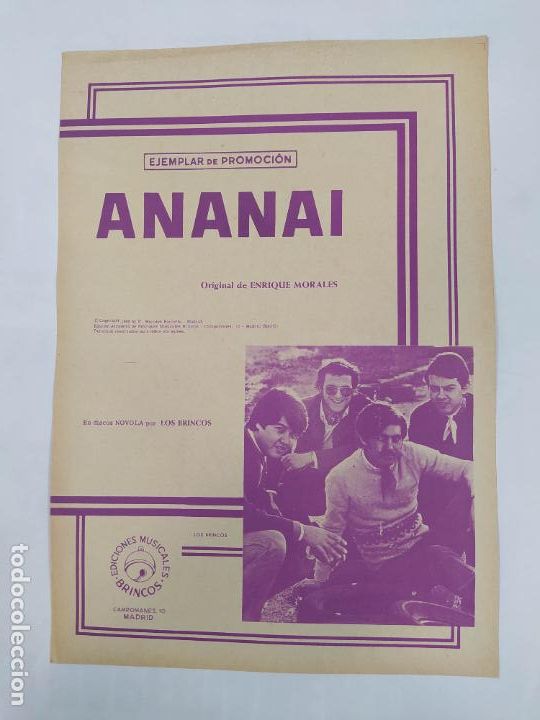 EJEMPLAR DE PROMOCIÓN
ANANAI
Original de ENRIQUE MORALES
En discos NOVOLA por LOS BRINCOS
LOS BRINCOS
EDICIONES MUSICALES
BRINCOS
CAMPOMANES, 10
MADRID
todocoleccion